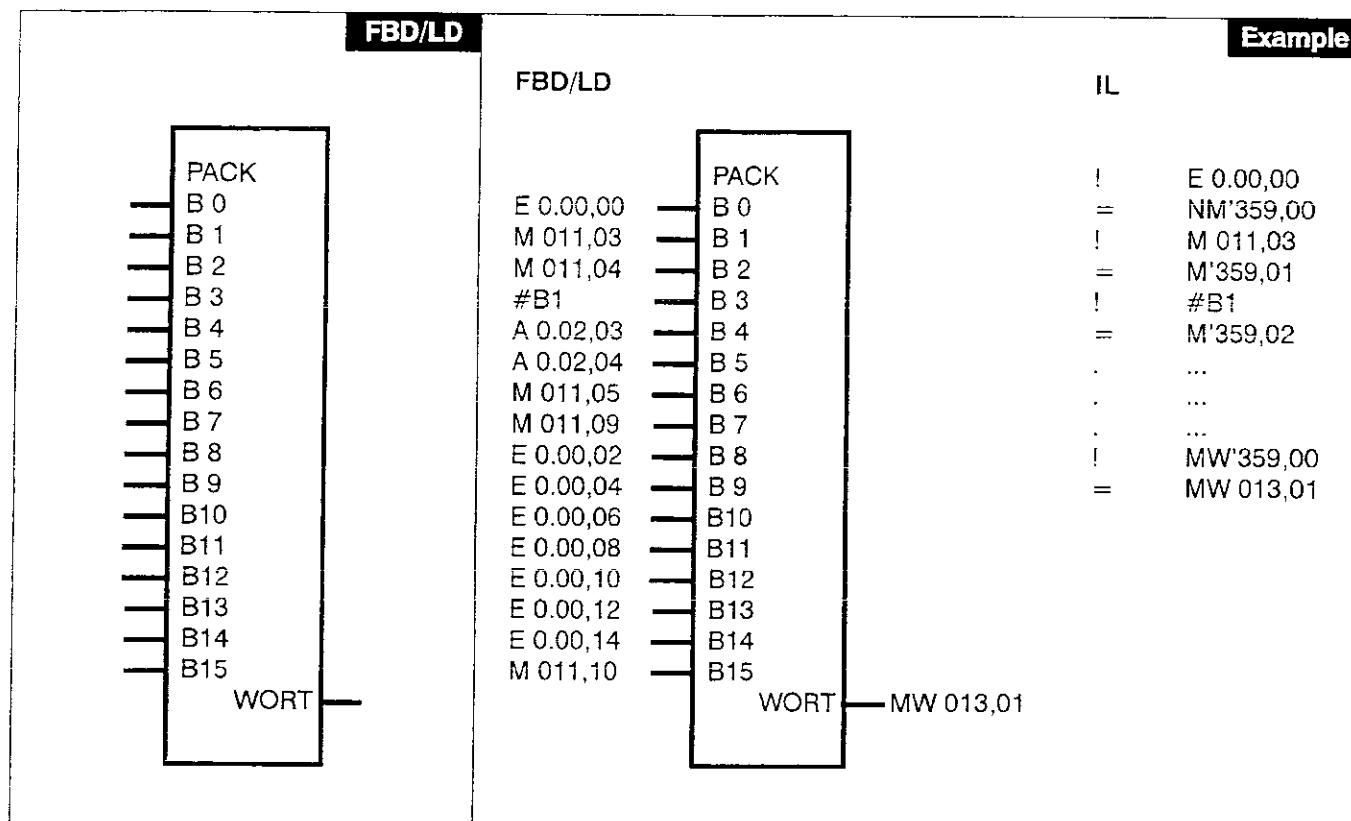 FBD/LD
PACK
B 0
B 1
B 2
B 3
B 4
B 5
B 6
B 7
B 8
B 9
B10
B11
B12
B13
B14
B15
WORT
Example
FBD/LD
IL
PACK
E 0.00,00 B 0
M 011,03 B 1
M 011,04 B 2
#B1 B 3
A 0.02,03 B 4
A 0.02,04 B 5
M 011,05 B 6
M 011,09 B 7
E 0.00,02 B 8
E 0.00,04 B 9
E 0.00,06 B10
E 0.00,08 B11
E 0.00,10 B12
E 0.00,12 B13
E 0.00,14 B14
M 011,10 B15
WORT MW 013,01
! E 0.00,00
= NM'359,00
! M 011,03
= M'359,01
! #B1
= M'359,02
. ...
. ...
. ...
! MW'359,00
= MW 013,01